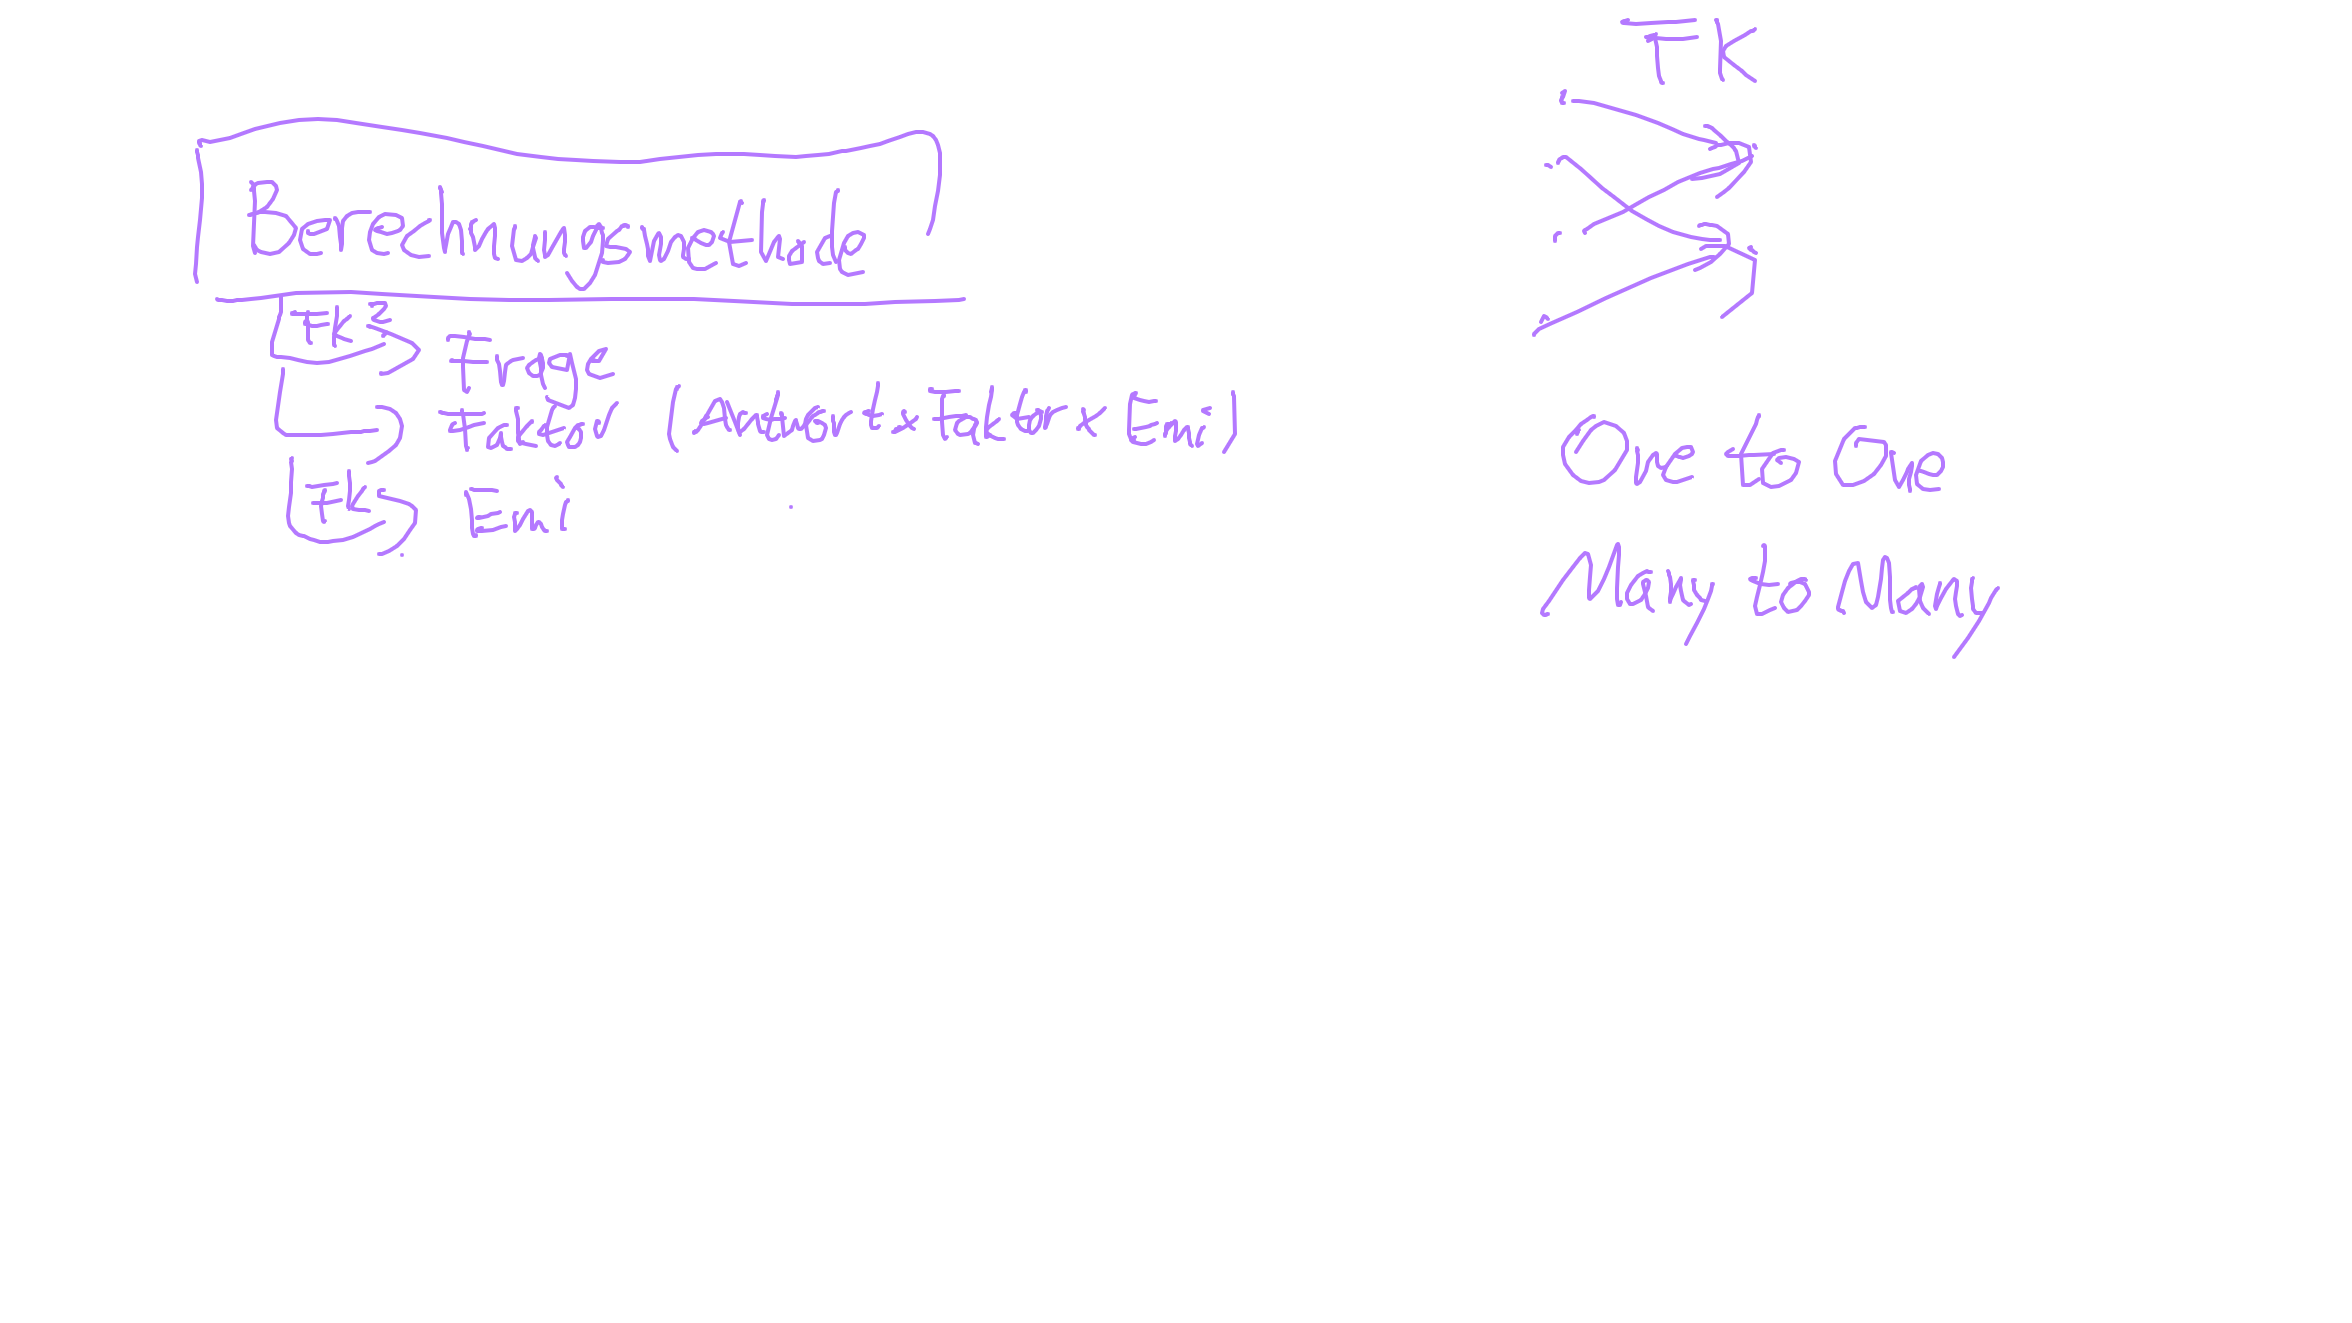 FK
Berechnungsmethode
FK
Frage
Faktor (Antwort x Faktor x Emi)
FK
Emi
One to One
Many to Many